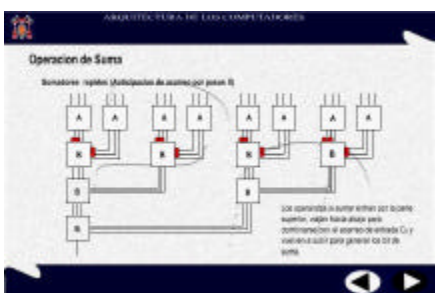 ARQUITECTURA DE LOS COMPUTADORES
Operacion de Suma
Sumadores rapidos (Anticipacion de acarreo por
A A A A A A A A
B B B B
B B
B
Los operandos a sumar entran por la parte
superior, viajan hacia abajo para
combinarse con el acarreo de entrada C₀ y
vuelven a subir para generar los bit de
suma.